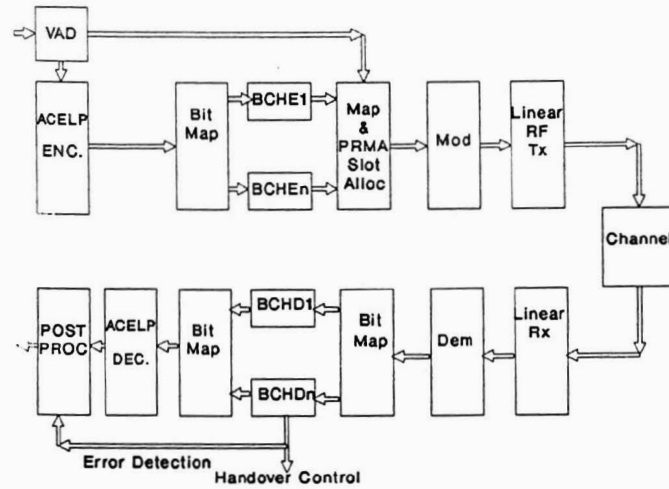 VAD
ACELP
ENC.
Bit
Map
BCHE1
BCHEn
Map
&
PRMA
Slot
Alloc
Mod
Linear
RF
Tx
Channel
POST
PROC
ACELP
DEC.
Bit
Map
BCHD1
BCHDn
Bit
Map
Dem
Linear
Rx
Error Detection
Handover Control